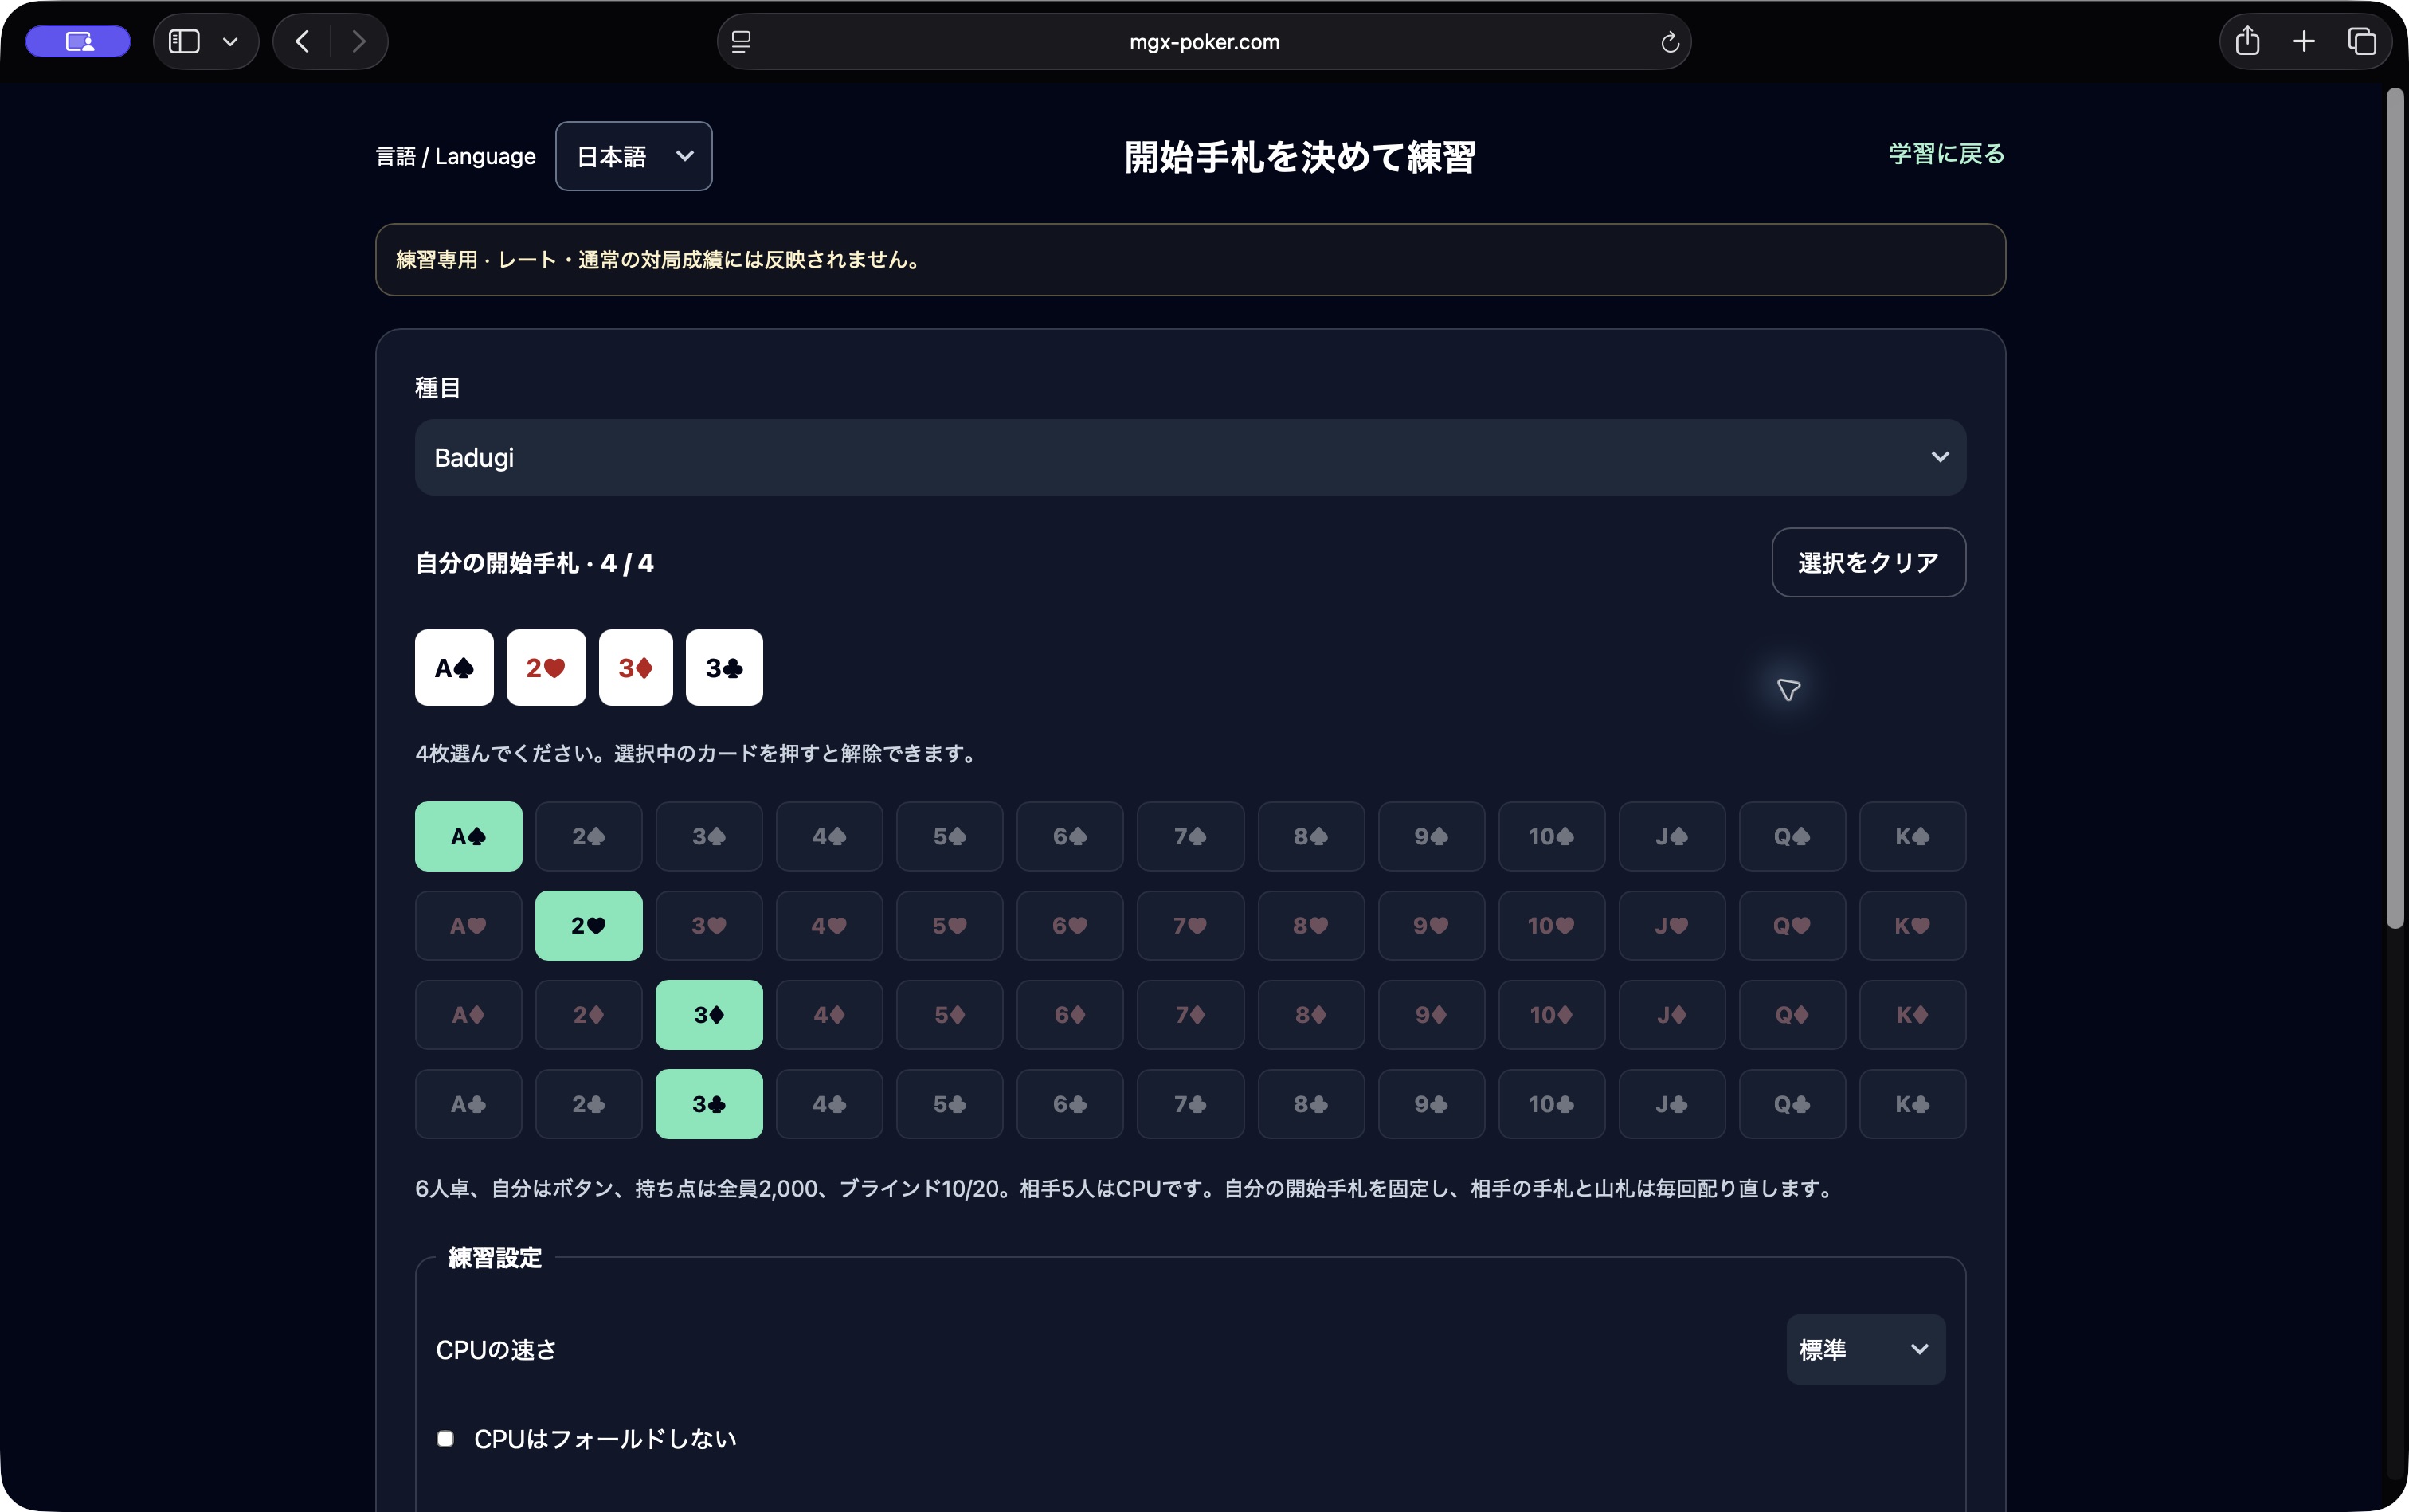 mgx-poker.com
言語 / Language 日本語 開始手札を決めて練習 学習に戻る
練習専用 · レート・通常の対局成績には反映されません。
種目
Badugi
自分の開始手札 · 4 / 4 選択をクリア
A♠ 2♥ 3♦ 3♣
4枚選んでください。選択中のカードを押すと解除できます。
A♠ 2♠ 3♠ 4♠ 5♠ 6♠ 7♠ 8♠ 9♠ 10♠ J♠ Q♠ K♠
A♥ 2♥ 3♥ 4♥ 5♥ 6♥ 7♥ 8♥ 9♥ 10♥ J♥ Q♥ K♥
A♦ 2♦ 3♦ 4♦ 5♦ 6♦ 7♦ 8♦ 9♦ 10♦ J♦ Q♦ K♦
A♣ 2♣ 3♣ 4♣ 5♣ 6♣ 7♣ 8♣ 9♣ 10♣ J♣ Q♣ K♣
6人卓、自分はボタン、持ち点は全員2,000、ブラインド10/20。相手5人はCPUです。自分の開始手札を固定し、相手の手札と山札は毎回配り直します。
練習設定
CPUの速さ 標準
CPUはフォールドしない